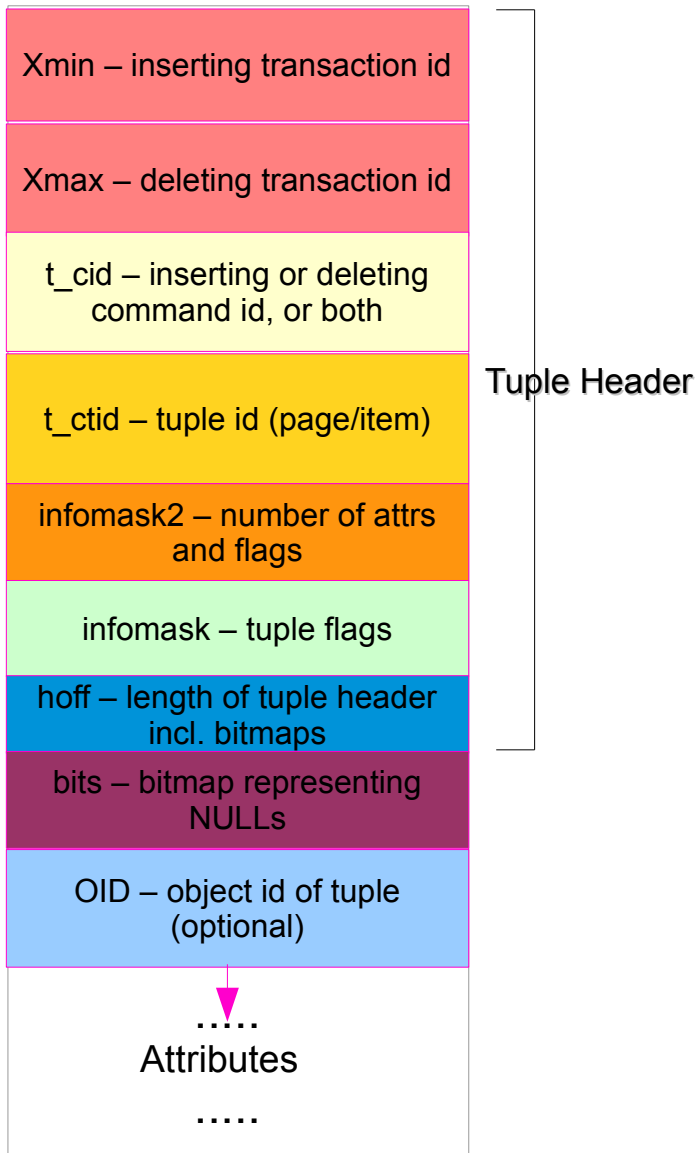 Xmin – inserting transaction id
Xmax – deleting transaction id
t_cid – inserting or deleting
command id, or both
Tuple Header
t_ctid – tuple id (page/item)
infomask2 – number of attrs
and flags
infomask – tuple flags
hoff – length of tuple header
incl. bitmaps
bits – bitmap representing
NULLs
OID – object id of tuple
(optional)
.....
Attributes
.....